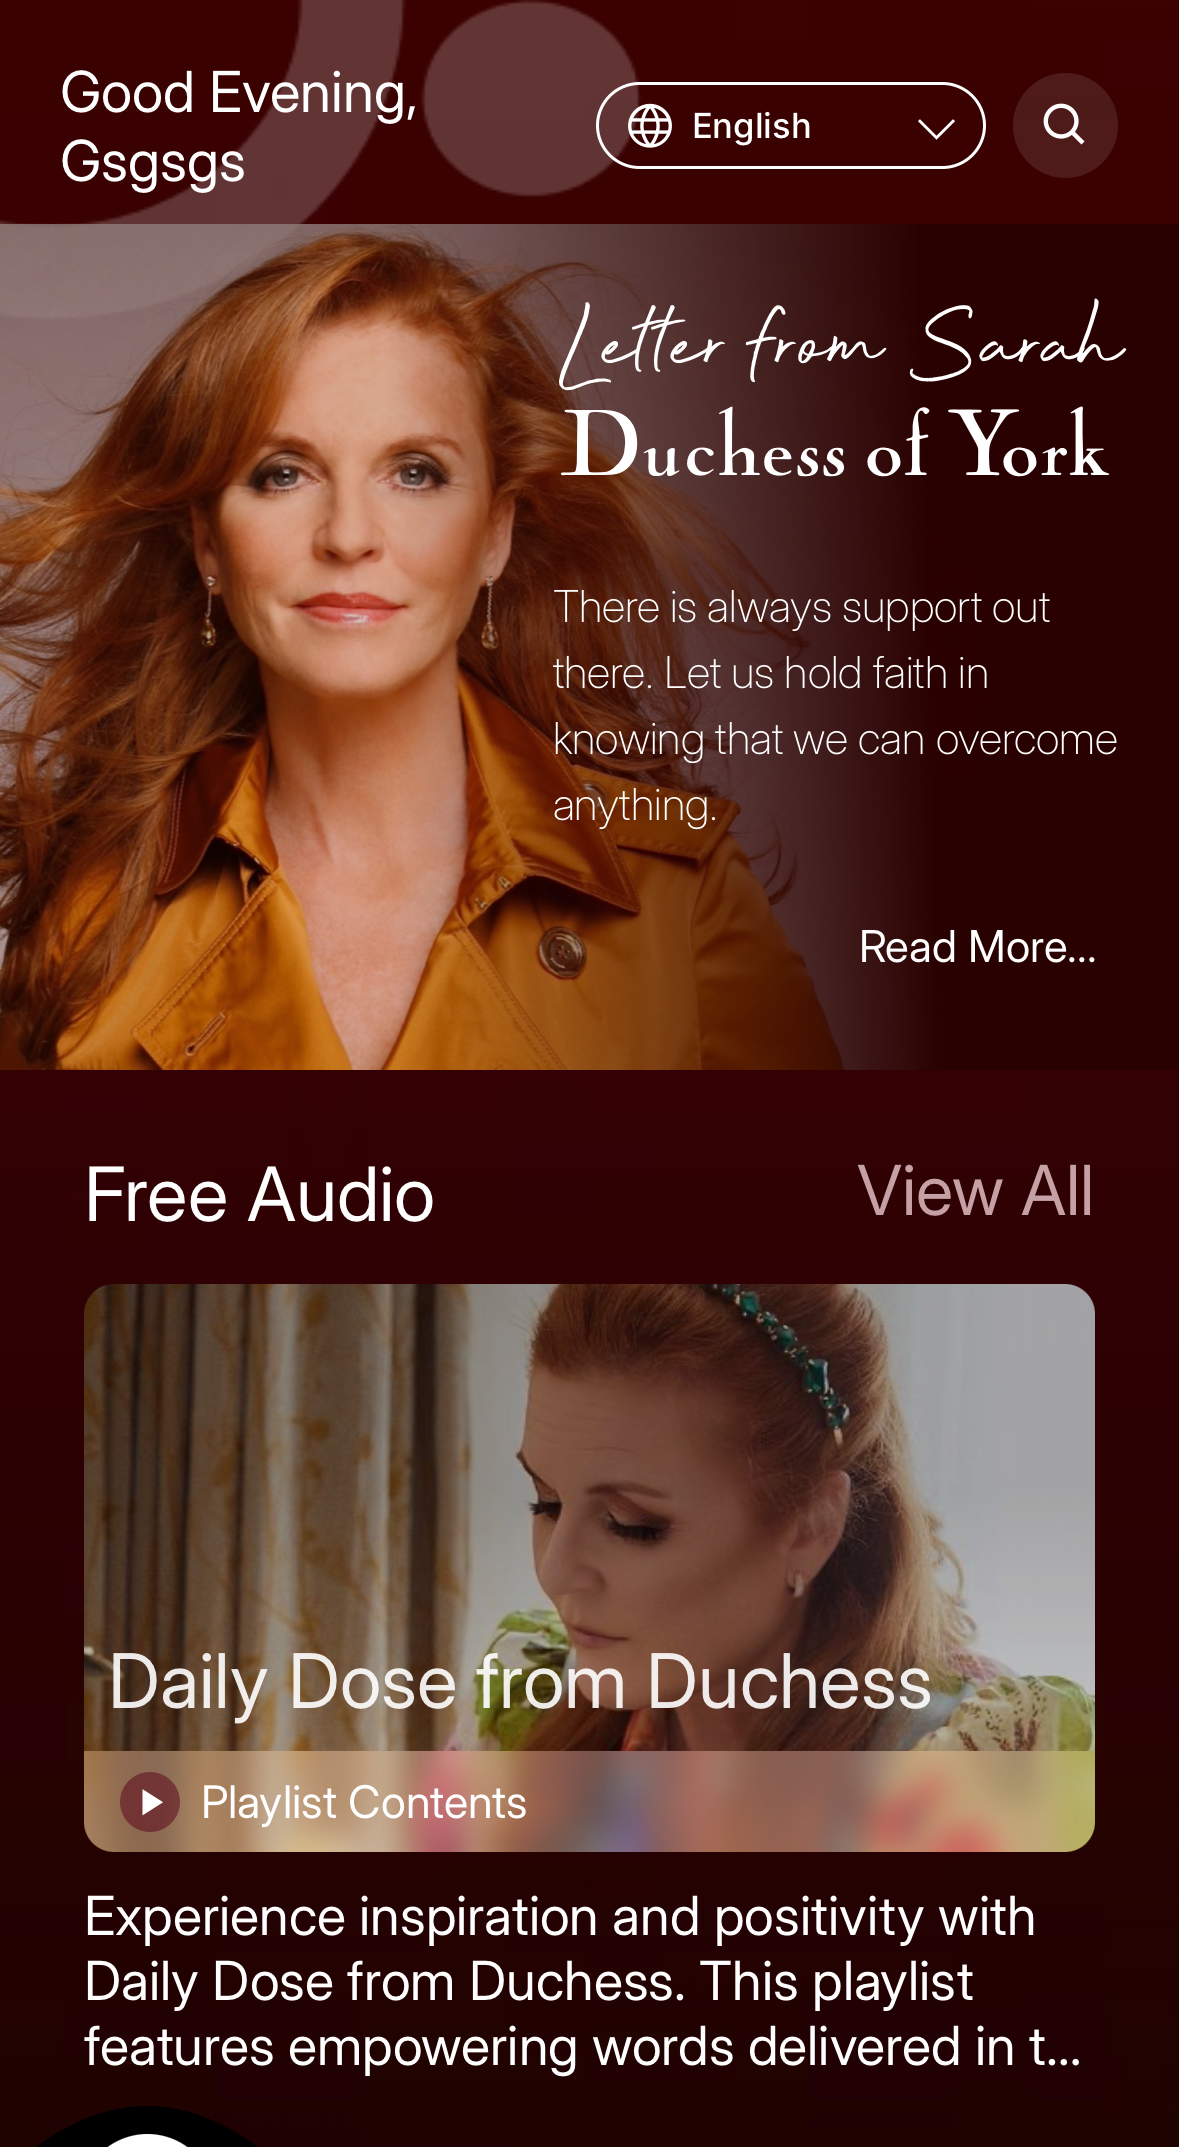 Good Evening,
Gsgsgs
English
Letter from Sarah
Duchess of York
There is always support out
there. Let us hold faith in
knowing that we can overcome
anything.
Read More...
Free Audio
View All
Daily Dose from Duchess
Playlist Contents
Experience inspiration and positivity with
Daily Dose from Duchess. This playlist
features empowering words delivered in t...